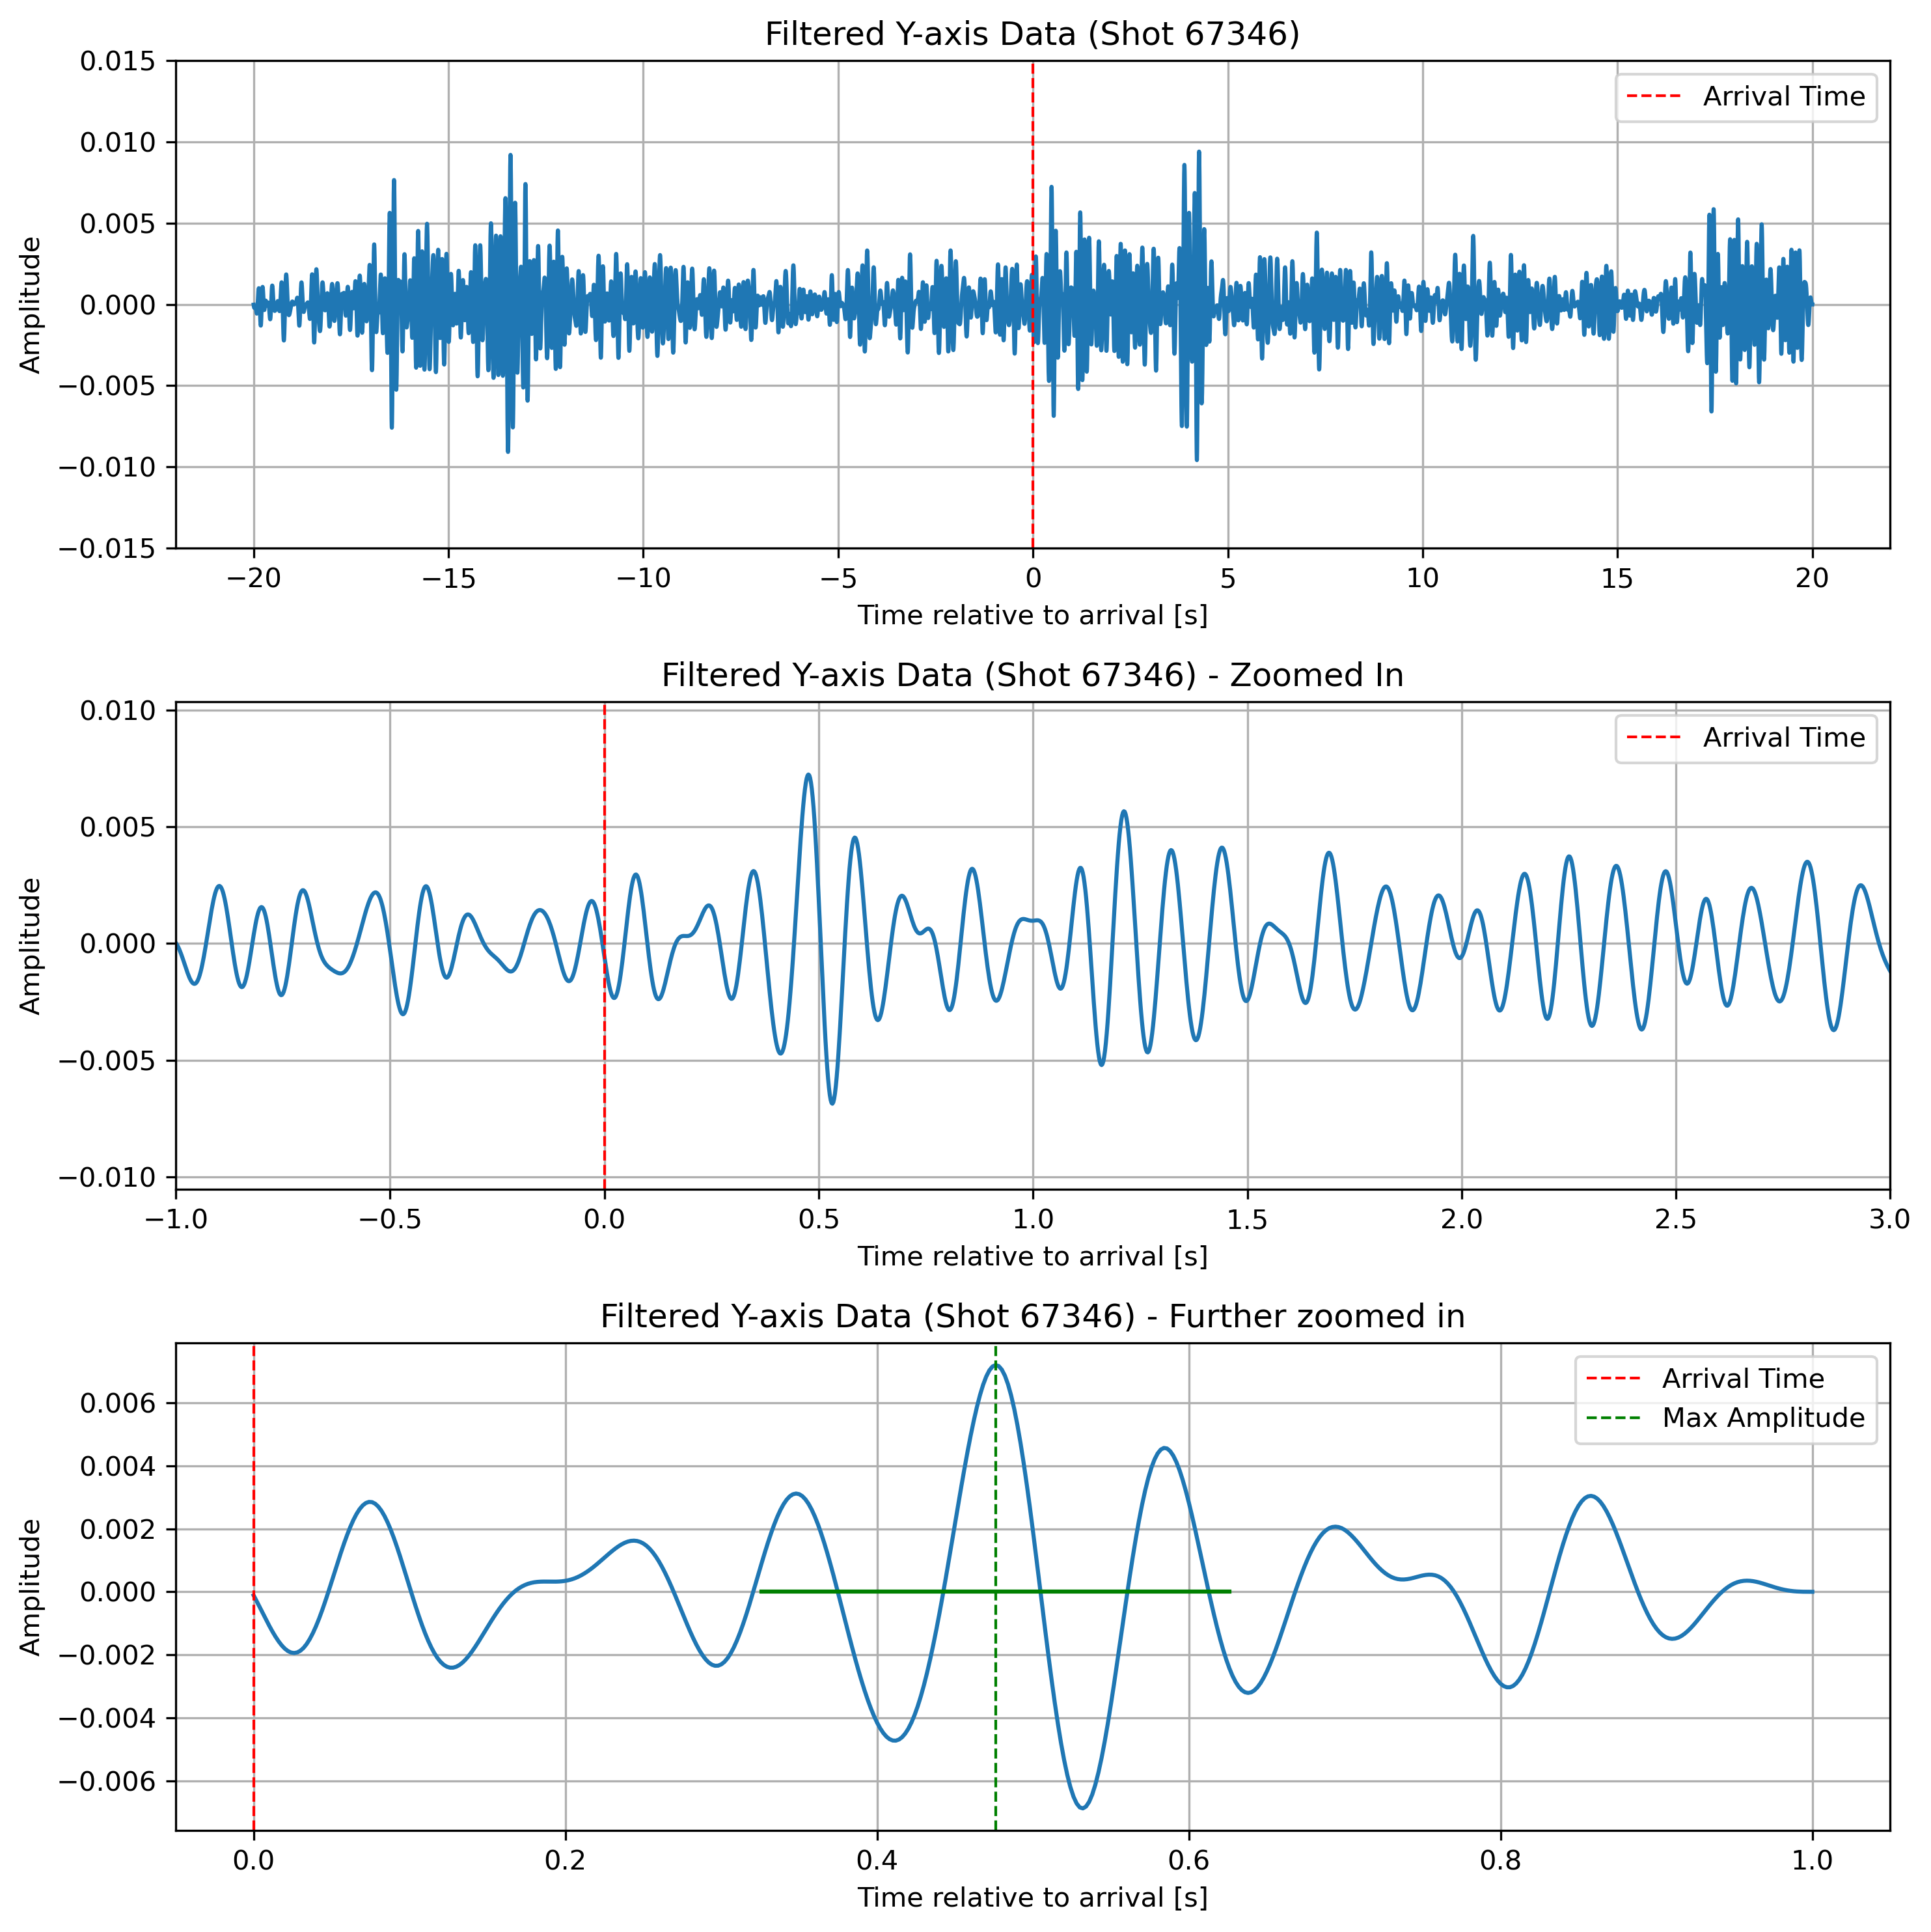 Filtered Y-axis Data (Shot 67346)
0.015
0.010
0.005
0.000
−0.005
−0.010
−0.015
Amplitude
Arrival Time
−20 −15 −10 −5 0 5 10 15 20
Time relative to arrival [s]
Filtered Y-axis Data (Shot 67346) - Zoomed In
0.010
0.005
0.000
−0.005
−0.010
Amplitude
Arrival Time
−1.0 −0.5 0.0 0.5 1.0 1.5 2.0 2.5 3.0
Time relative to arrival [s]
Filtered Y-axis Data (Shot 67346) - Further zoomed in
0.006
0.004
0.002
0.000
−0.002
−0.004
−0.006
Amplitude
Arrival Time
Max Amplitude
0.0 0.2 0.4 0.6 0.8 1.0
Time relative to arrival [s]